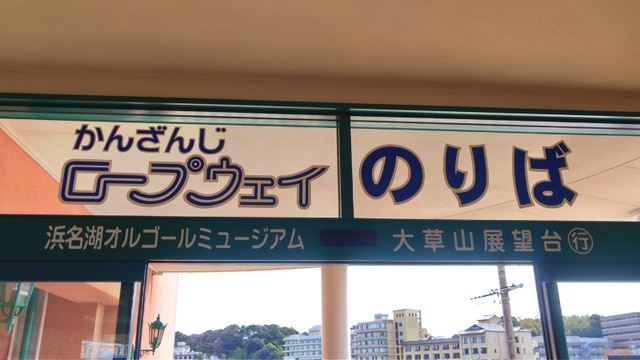 かんざんじ
ロープウェイ のりば
浜名湖オルゴールミュージアム 大草山展望台行